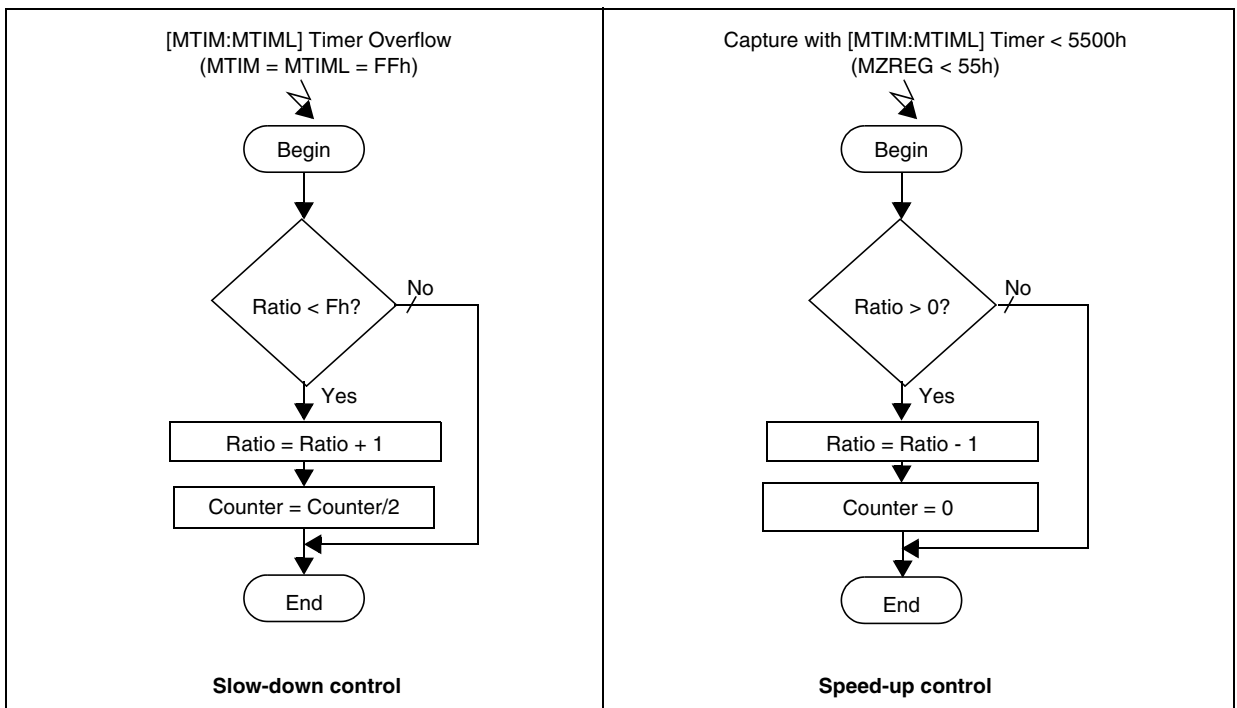 [MTIM:MTIML] Timer Overflow
(MTIM = MTIML = FFh)
Begin
Ratio < Fh?
No
Yes
Ratio = Ratio + 1
Counter = Counter/2
End
Slow-down control
Capture with [MTIM:MTIML] Timer < 5500h
(MZREG < 55h)
Begin
Ratio > 0?
No
Yes
Ratio = Ratio - 1
Counter = 0
End
Speed-up control